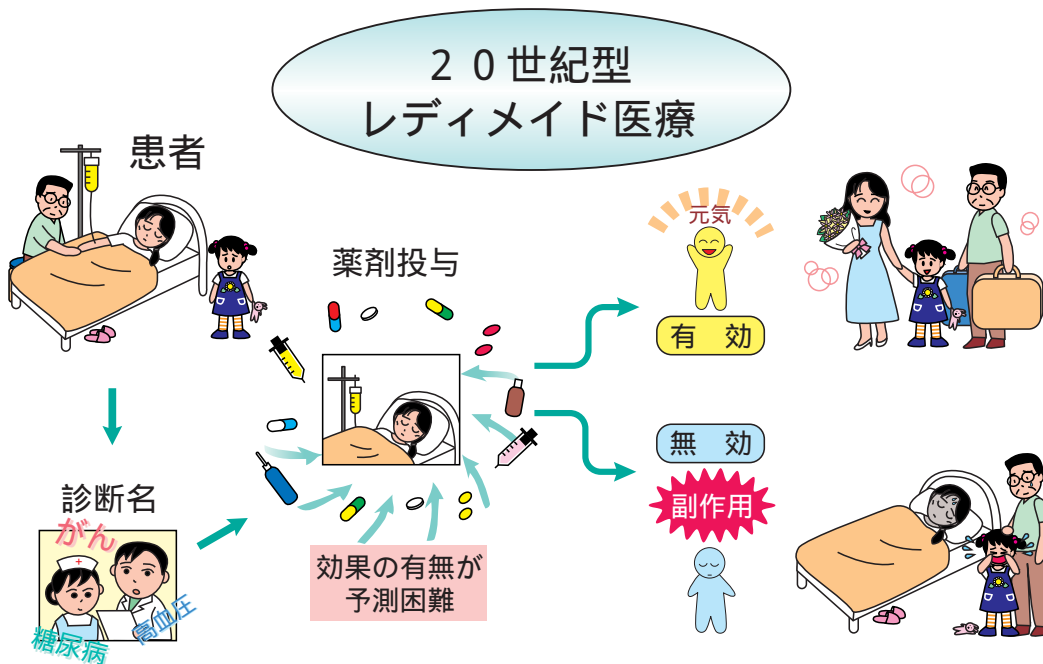 ２０世紀型
レディメイド医療
患者
薬剤投与
元気
有　効
無　効
副作用
診断名
がん
高血圧
糖尿病
効果の有無が
予測困難